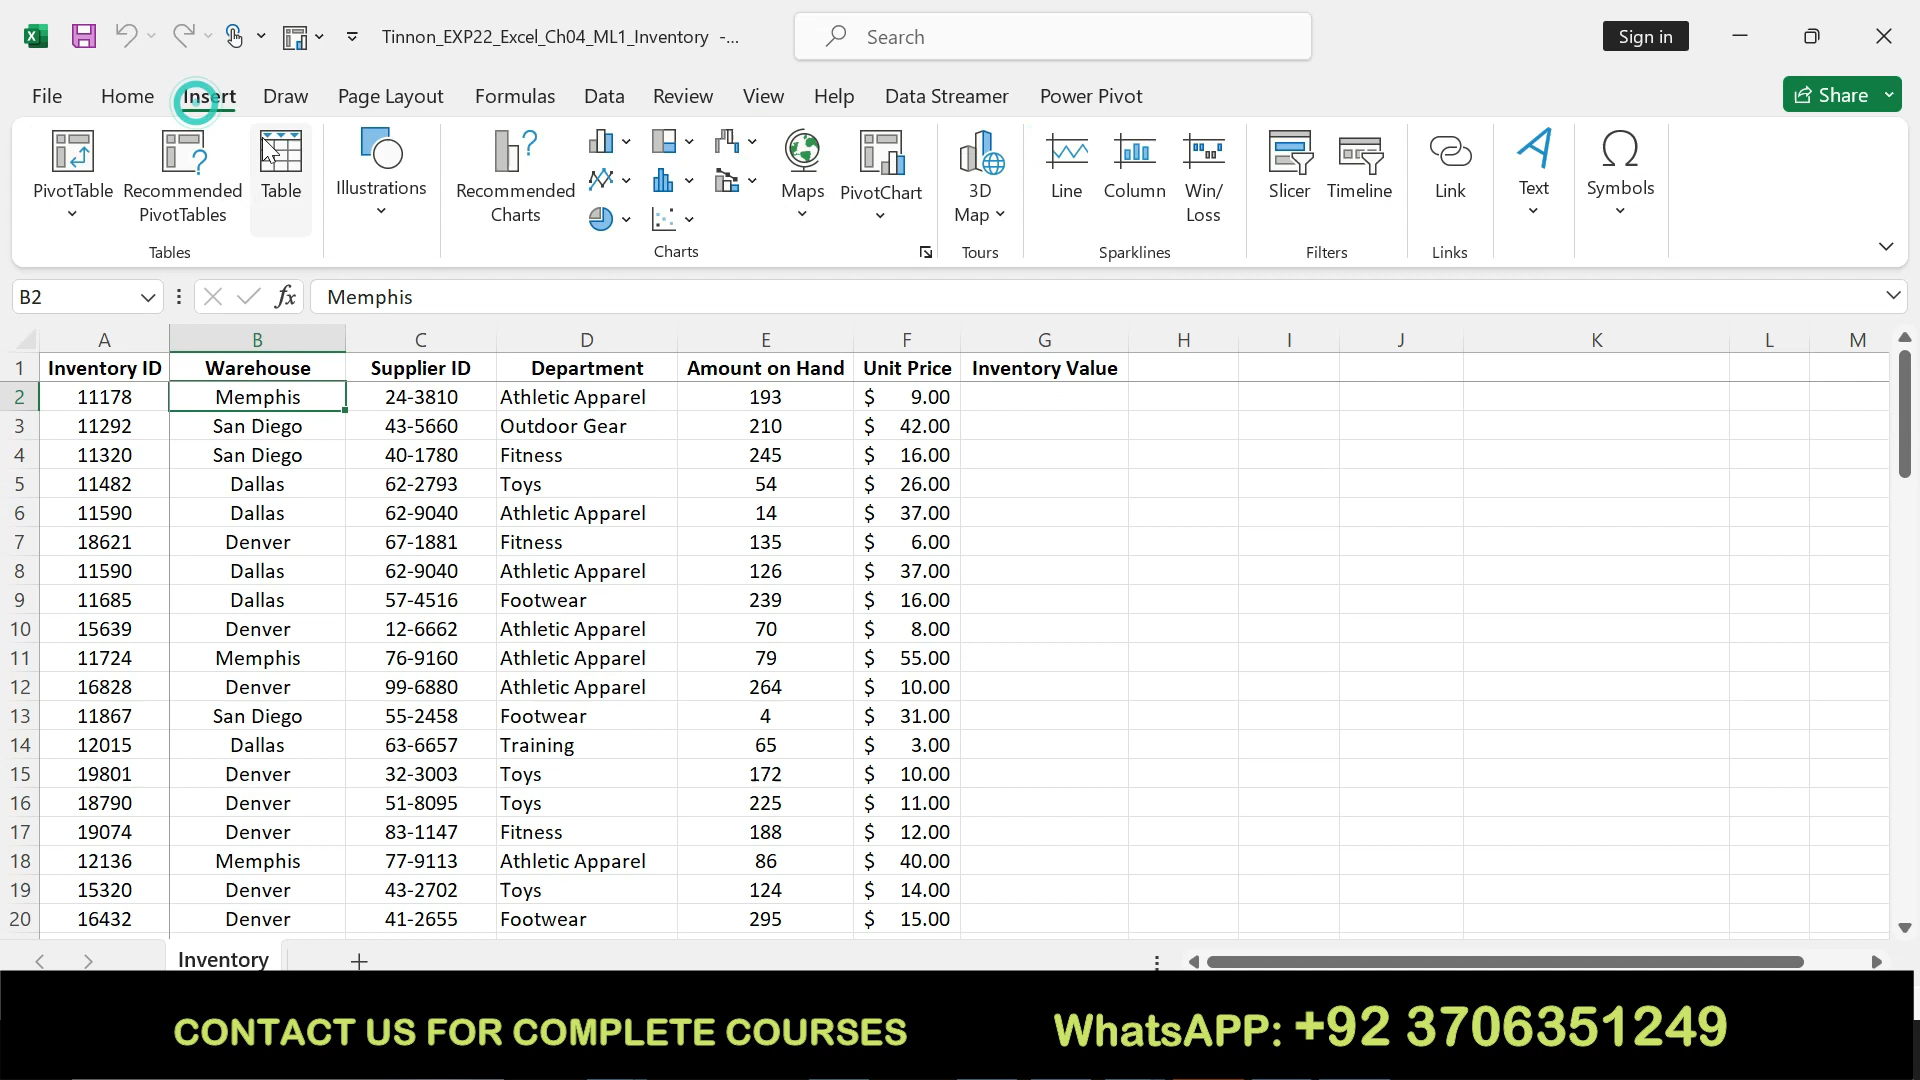 Tinnon_EXP22_Excel_Ch04_ML1_Inventory -...
Search
Sign in
File Home Insert Draw Page Layout Formulas Data Review View Help Data Streamer Power Pivot
Share
PivotTable
Recommended PivotTables
Table
Tables
Illustrations
Recommended Charts
Maps
PivotChart
Charts
3D Map
Tours
Line
Column
Win/Loss
Sparklines
Slicer
Timeline
Filters
Link
Links
Text
Symbols
B2
fx
Memphis
A B C D E F G H I J K L M
1 Inventory ID Warehouse Supplier ID Department Amount on Hand Unit Price Inventory Value
2 11178 Memphis 24-3810 Athletic Apparel 193 $ 9.00
3 11292 San Diego 43-5660 Outdoor Gear 210 $ 42.00
4 11320 San Diego 40-1780 Fitness 245 $ 16.00
5 11482 Dallas 62-2793 Toys 54 $ 26.00
6 11590 Dallas 62-9040 Athletic Apparel 14 $ 37.00
7 18621 Denver 67-1881 Fitness 135 $ 6.00
8 11590 Dallas 62-9040 Athletic Apparel 126 $ 37.00
9 11685 Dallas 57-4516 Footwear 239 $ 16.00
10 15639 Denver 12-6662 Athletic Apparel 70 $ 8.00
11 11724 Memphis 76-9160 Athletic Apparel 79 $ 55.00
12 16828 Denver 99-6880 Athletic Apparel 264 $ 10.00
13 11867 San Diego 55-2458 Footwear 4 $ 31.00
14 12015 Dallas 63-6657 Training 65 $ 3.00
15 19801 Denver 32-3003 Toys 172 $ 10.00
16 18790 Denver 51-8095 Toys 225 $ 11.00
17 19074 Denver 83-1147 Fitness 188 $ 12.00
18 12136 Memphis 77-9113 Athletic Apparel 86 $ 40.00
19 15320 Denver 43-2702 Toys 124 $ 14.00
20 16432 Denver 41-2655 Footwear 295 $ 15.00
Inventory
CONTACT US FOR COMPLETE COURSES WhatsAPP: +92 3706351249